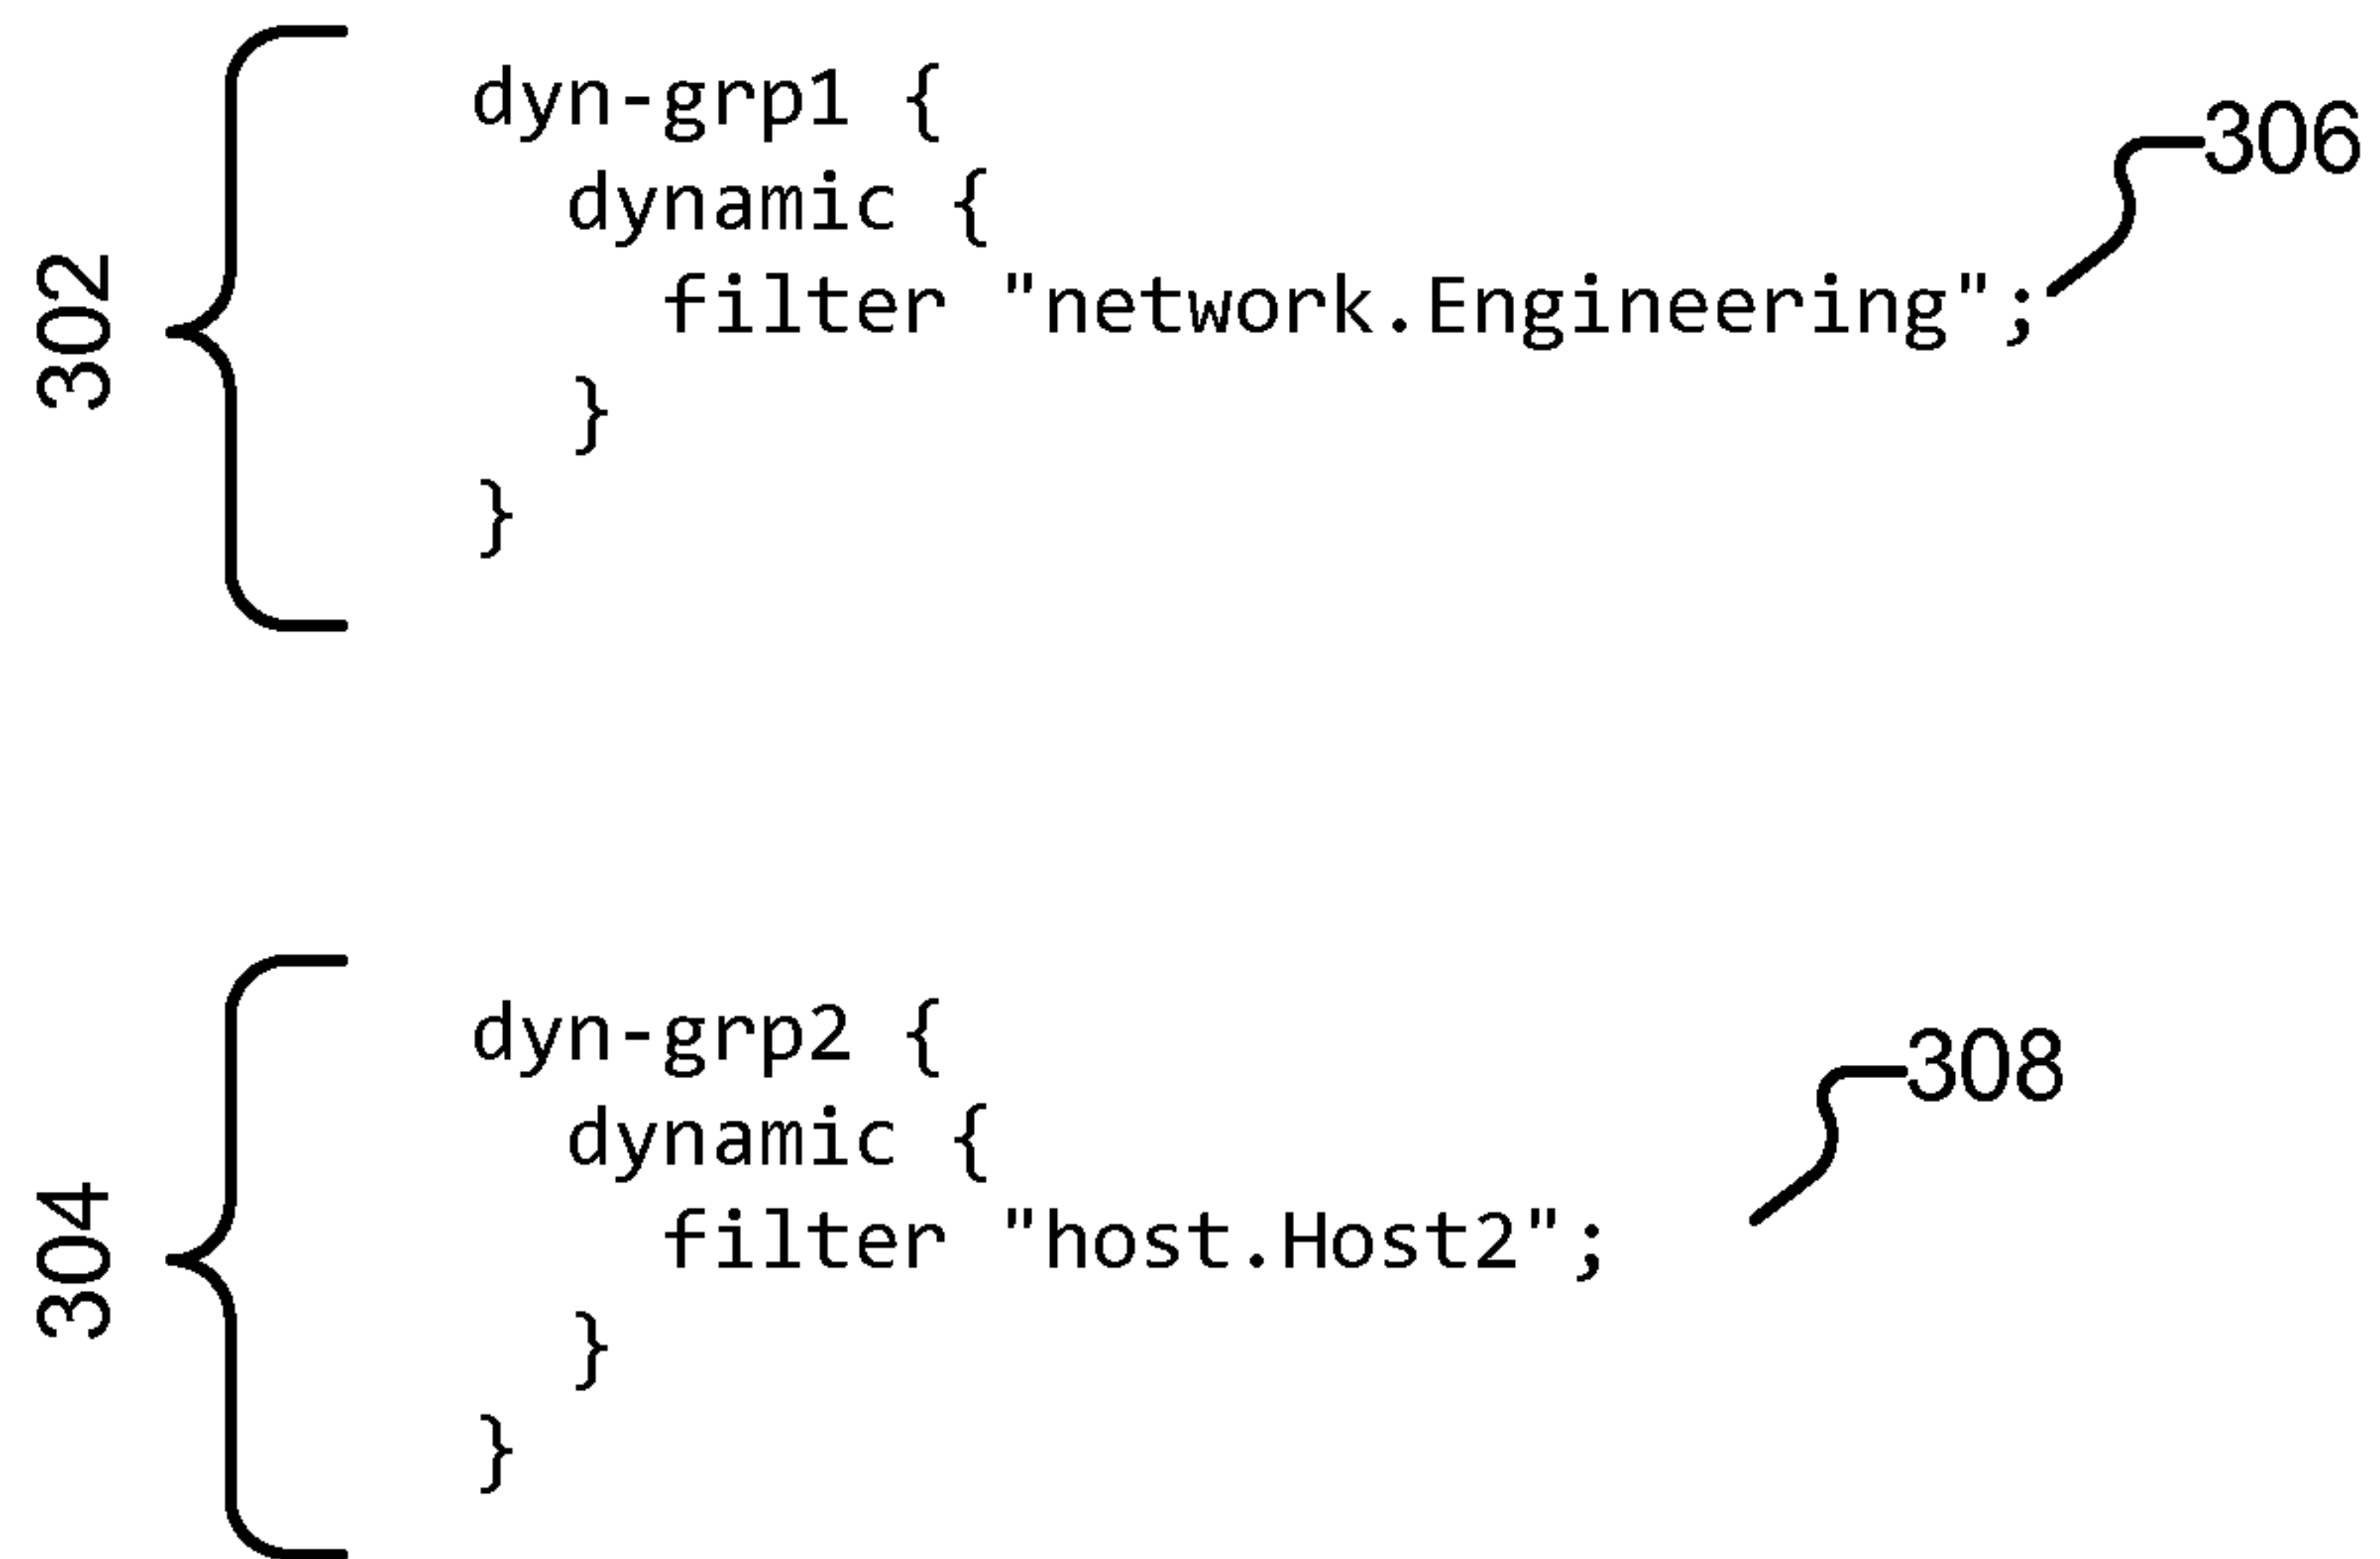 dyn-grp1 {
306
dynamic {
filter "network.Engineering";
302
}
}
dyn-grp2 {
308
dynamic {
filter "host.Host2";
304
}
}